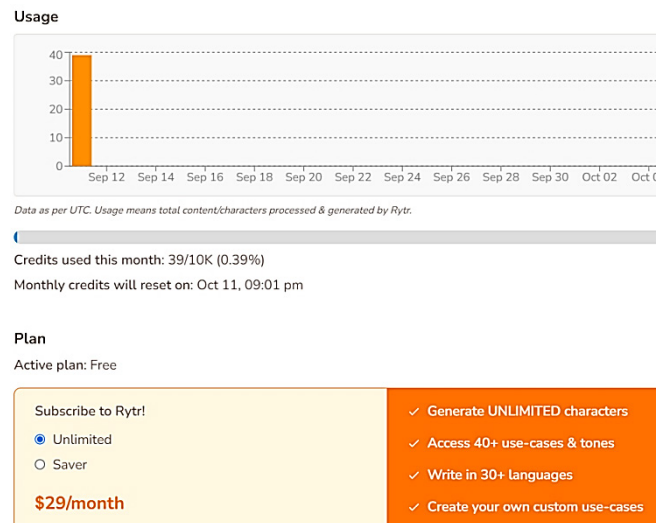 Usage
40
30
20
10
0
Sep 12 Sep 14 Sep 16 Sep 18 Sep 20 Sep 22 Sep 24 Sep 26 Sep 28 Sep 30 Oct 02 Oct
Data as per UTC. Usage means total content/characters processed & generated by Rytr.
Credits used this month: 39/10K (0.39%)
Monthly credits will reset on: Oct 11, 09:01 pm
Plan
Active plan: Free
Subscribe to Rytr!
Unlimited
Saver
$29/month
Generate UNLIMITED characters
Access 40+ use-cases & tones
Write in 30+ languages
Create your own custom use-cases